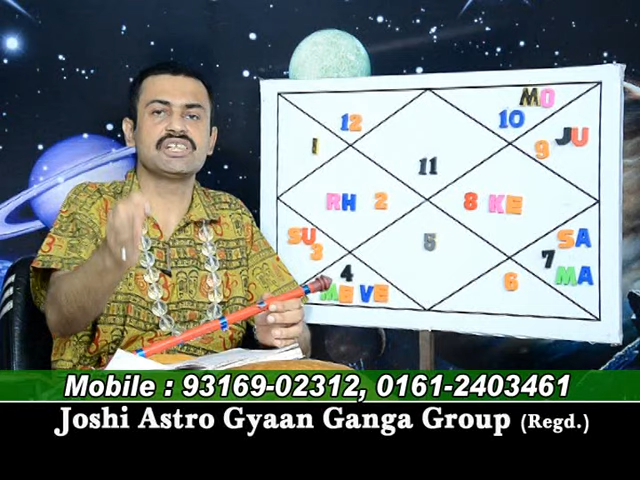 MO
12
10
JU
1
9
11
RH 2
8 KE
SU
3
5
SA
7
MA
4
6
ME VE
Mobile : 93169-02312, 0161-2403461
Joshi Astro Gyaan Ganga Group (Regd.)